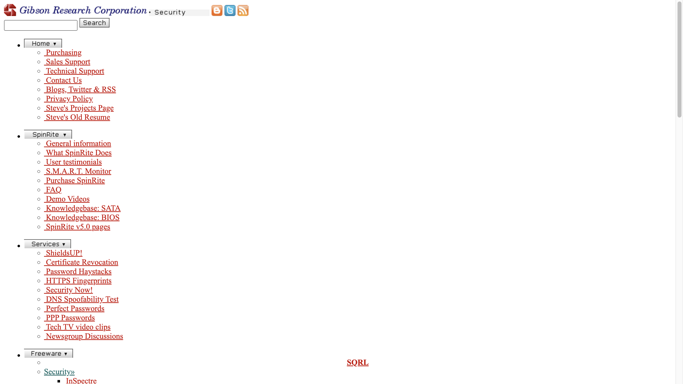 Gibson Research Corporation. Security
Search
Home ▾
Purchasing
Sales Support
Technical Support
Contact Us
Blogs, Twitter & RSS
Privacy Policy
Steve's Projects Page
Steve's Old Resume
SpinRite ▾
General information
What SpinRite Does
User testimonials
S.M.A.R.T. Monitor
Purchase SpinRite
FAQ
Demo Videos
Knowledgebase: SATA
Knowledgebase: BIOS
SpinRite v5.0 pages
Services ▾
ShieldsUP!
Certificate Revocation
Password Haystacks
HTTPS Fingerprints
Security Now!
DNS Spoofability Test
Perfect Passwords
PPP Passwords
Tech TV video clips
Newsgroup Discussions
Freeware ▾
SQRL
Security»
InSpectre